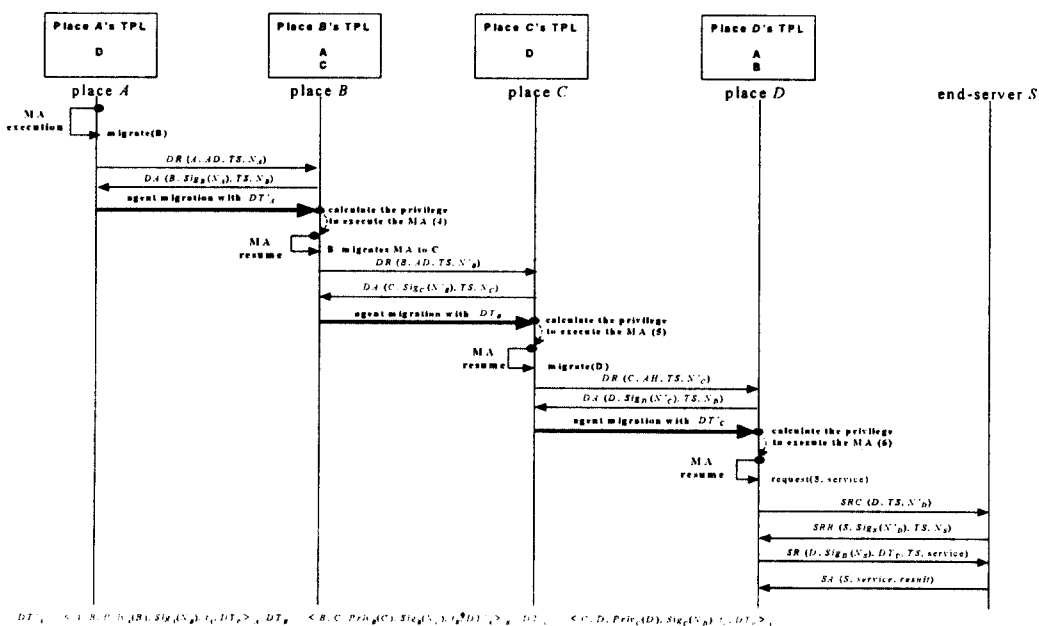 Place A's TPL
D
Place B's TPL
A
C
Place C's TPL
D
Place D's TPL
A
B
place A
place B
place C
place D
end-server S
MA
execution
migrate(B)
DR (A, AD, TS, N_A)
DA (B, Sig_B(N_A), TS, N_B)
agent migration with DT'_A
calculate the privilege
to execute the MA (4)
MA
resume
B migrates MA to C
DR (B, AD, TS, N'_B)
DA (C, Sig_C(N'_B), TS, N_C)
agent migration with DT_B
calculate the privilege
to execute the MA (5)
MA
resume
migrate(D)
DR (C, AH, TS, N'_C)
DA (D, Sig_D(N'_C), TS, N_D)
agent migration with DT'_C
calculate the privilege
to execute the MA (6)
MA
resume
request(S, service)
SRC (D, TS, N'_D)
SRR (S, Sig_S(N'_D), TS, N_S)
SR (D, Sig_D(N_S), DT_C, TS, service)
SA (S, service, result)